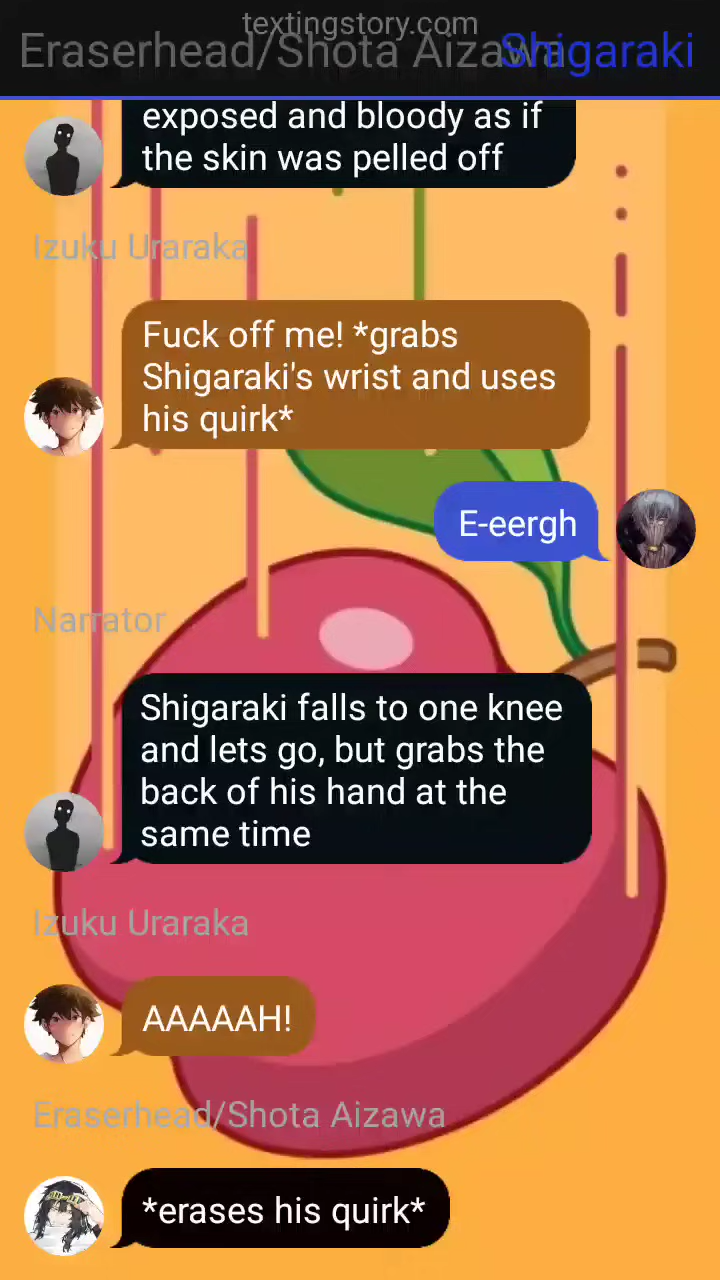 textingstory.com
Eraserhead/Shota Aizawa
Shigaraki
exposed and bloody as if
the skin was pelled off
Izuku Uraraka
Fuck off me! *grabs
Shigaraki's wrist and uses
his quirk*
E-eergh
Narrator
Shigaraki falls to one knee
and lets go, but grabs the
back of his hand at the
same time
Izuku Uraraka
AAAAAH!
Eraserhead/Shota Aizawa
*erases his quirk*